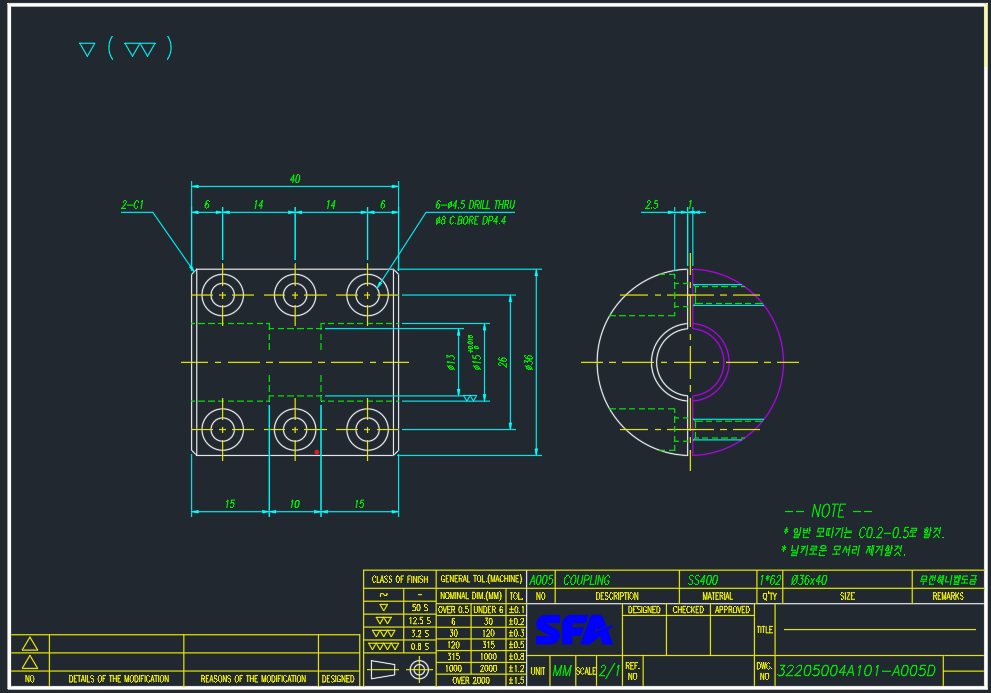 ( )
40
6 14 14 6
2-C1
6-ø4.5 DRILL THRU
ø8 C.BORE DP4.4
2.5 1
ø13
ø15 +0.018 0
26
ø36
15 10 15
-- NOTE --
* 일반 모따기는 C0.2-0.5로 할것.
* 날카로운 모서리 제거할것.
CLASS OF FINISH
~ -
50 S
12.5 S
3.2 S
0.8 S
GENERAL TOL.(MACHINE)
NOMINAL DIM.(MM) TOL.
OVER 0.5 UNDER 6 ±0.1
6 30 ±0.2
30 120 ±0.3
120 315 ±0.5
315 1000 ±0.8
1000 2000 ±1.2
OVER 2000 ±1.5
A005 COUPLING SS400 1*62 Ø36x40 무전해니켈도금
NO DESCRIPTION MATERIAL Q'TY SIZE REMARKS
SFA
DESIGNED CHECKED APPROVED
TITLE
UNIT MM SCALE 2/1 REF. NO
DWG. NO 32205004A101-A005D
NO DETAILS OF THE MODIFICATION REASONS OF THE MODIFICATION DESIGNED